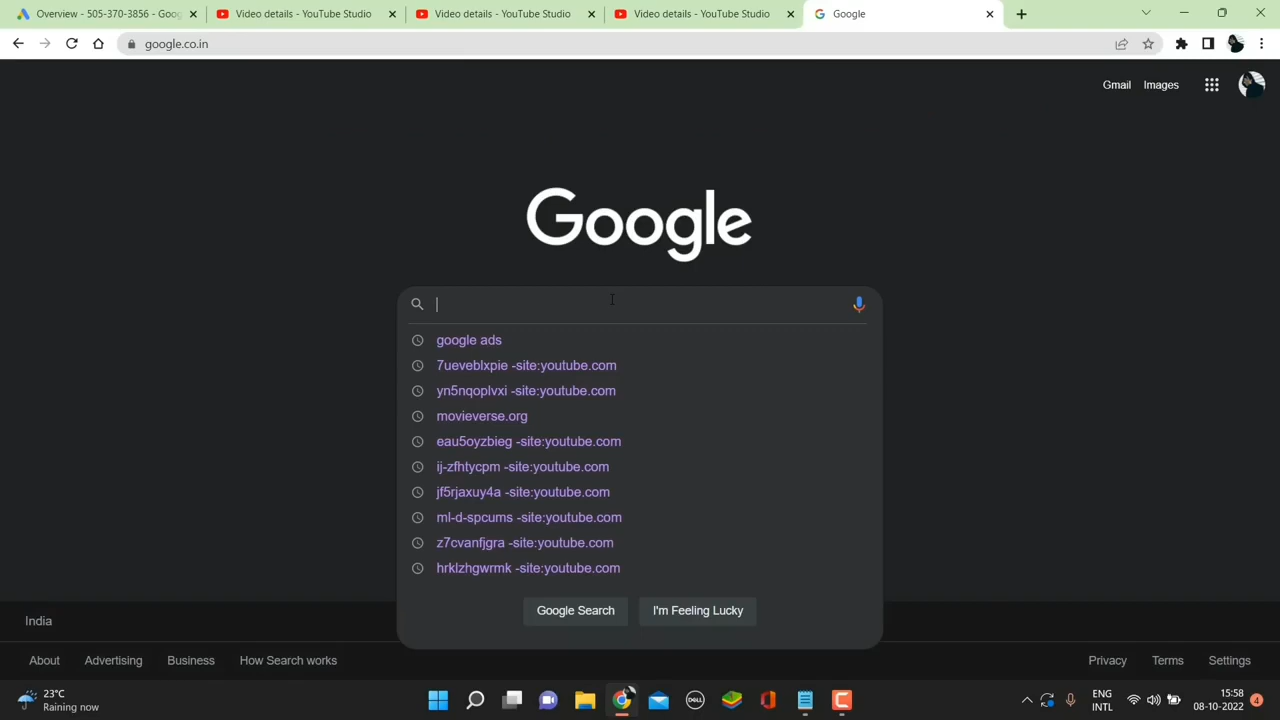 Overview - 505-370-3856 - Goog
Video details - YouTube Studio
Video details - YouTube Studio
Video details - YouTube Studio
Google
google.co.in
Gmail Images
Google
google ads
7ueveblxpie -site:youtube.com
yn5nqoplvxi -site:youtube.com
movieverse.org
eau5oyzbieg -site:youtube.com
ij-zfhtycpm -site:youtube.com
jf5rjaxuy4a -site:youtube.com
ml-d-spcums -site:youtube.com
z7cvanfjgra -site:youtube.com
hrklzhgwrmk -site:youtube.com
Google Search I'm Feeling Lucky
India
About Advertising Business How Search works Privacy Terms Settings
23°C
Raining now
DELL
ENG
INTL
15:58
08-10-2022
4